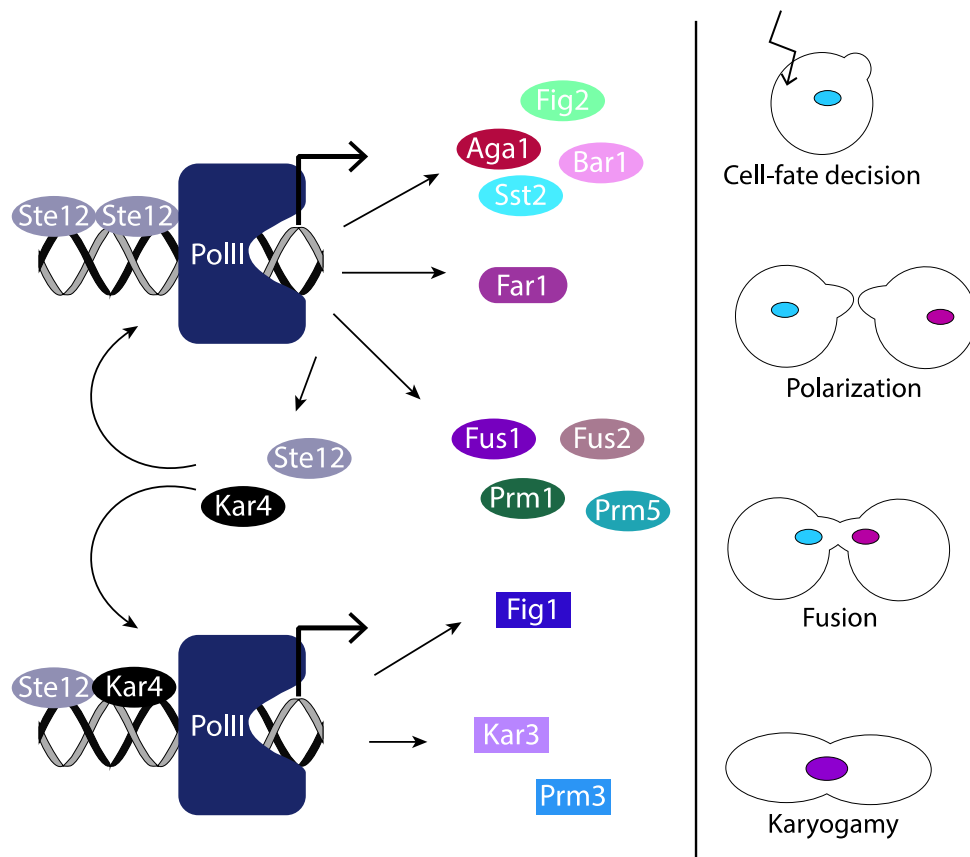 Fig2
Aga1
Bar1
Sst2
Ste12
Ste12
PolII
Far1
Fus1
Fus2
Ste12
Kar4
Prm1
Prm5
Fig1
Ste12
Kar4
PolII
Kar3
Prm3
Cell-fate decision
Polarization
Fusion
Karyogamy